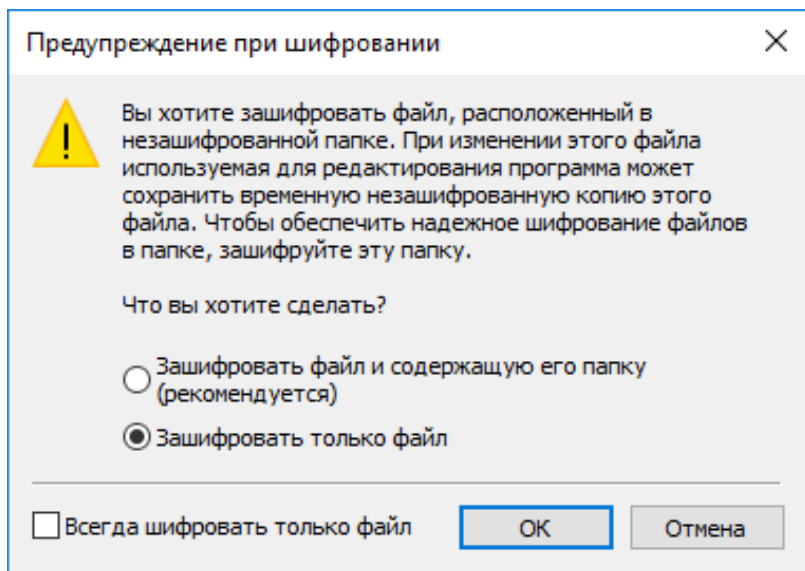 Предупреждение при шифровании
Вы хотите зашифровать файл, расположенный в
незашифрованной папке. При изменении этого файла
используемая для редактирования программа может
сохранить временную незашифрованную копию этого
файла. Чтобы обеспечить надежное шифрование файлов
в папке, зашифруйте эту папку.
Что вы хотите сделать?
Зашифровать файл и содержащую его папку
(рекомендуется)
Зашифровать только файл
Всегда шифровать только файл
ОК
Отмена